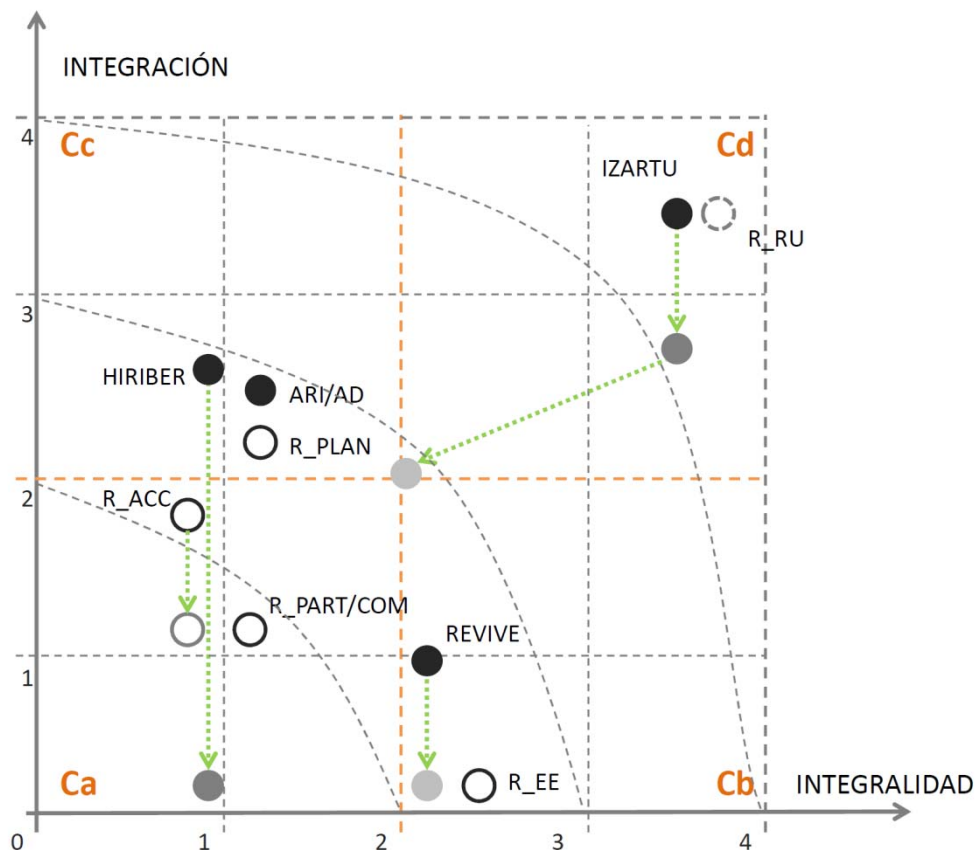 INTEGRACIÓN
4
Cc
Cd
IZARTU
R_RU
3
HIRIBER
ARI/AD
R_PLAN
2
R_ACC
R_PART/COM
REVIVE
1
R_EE
Ca
Cb
INTEGRALIDAD
0
1
2
3
4